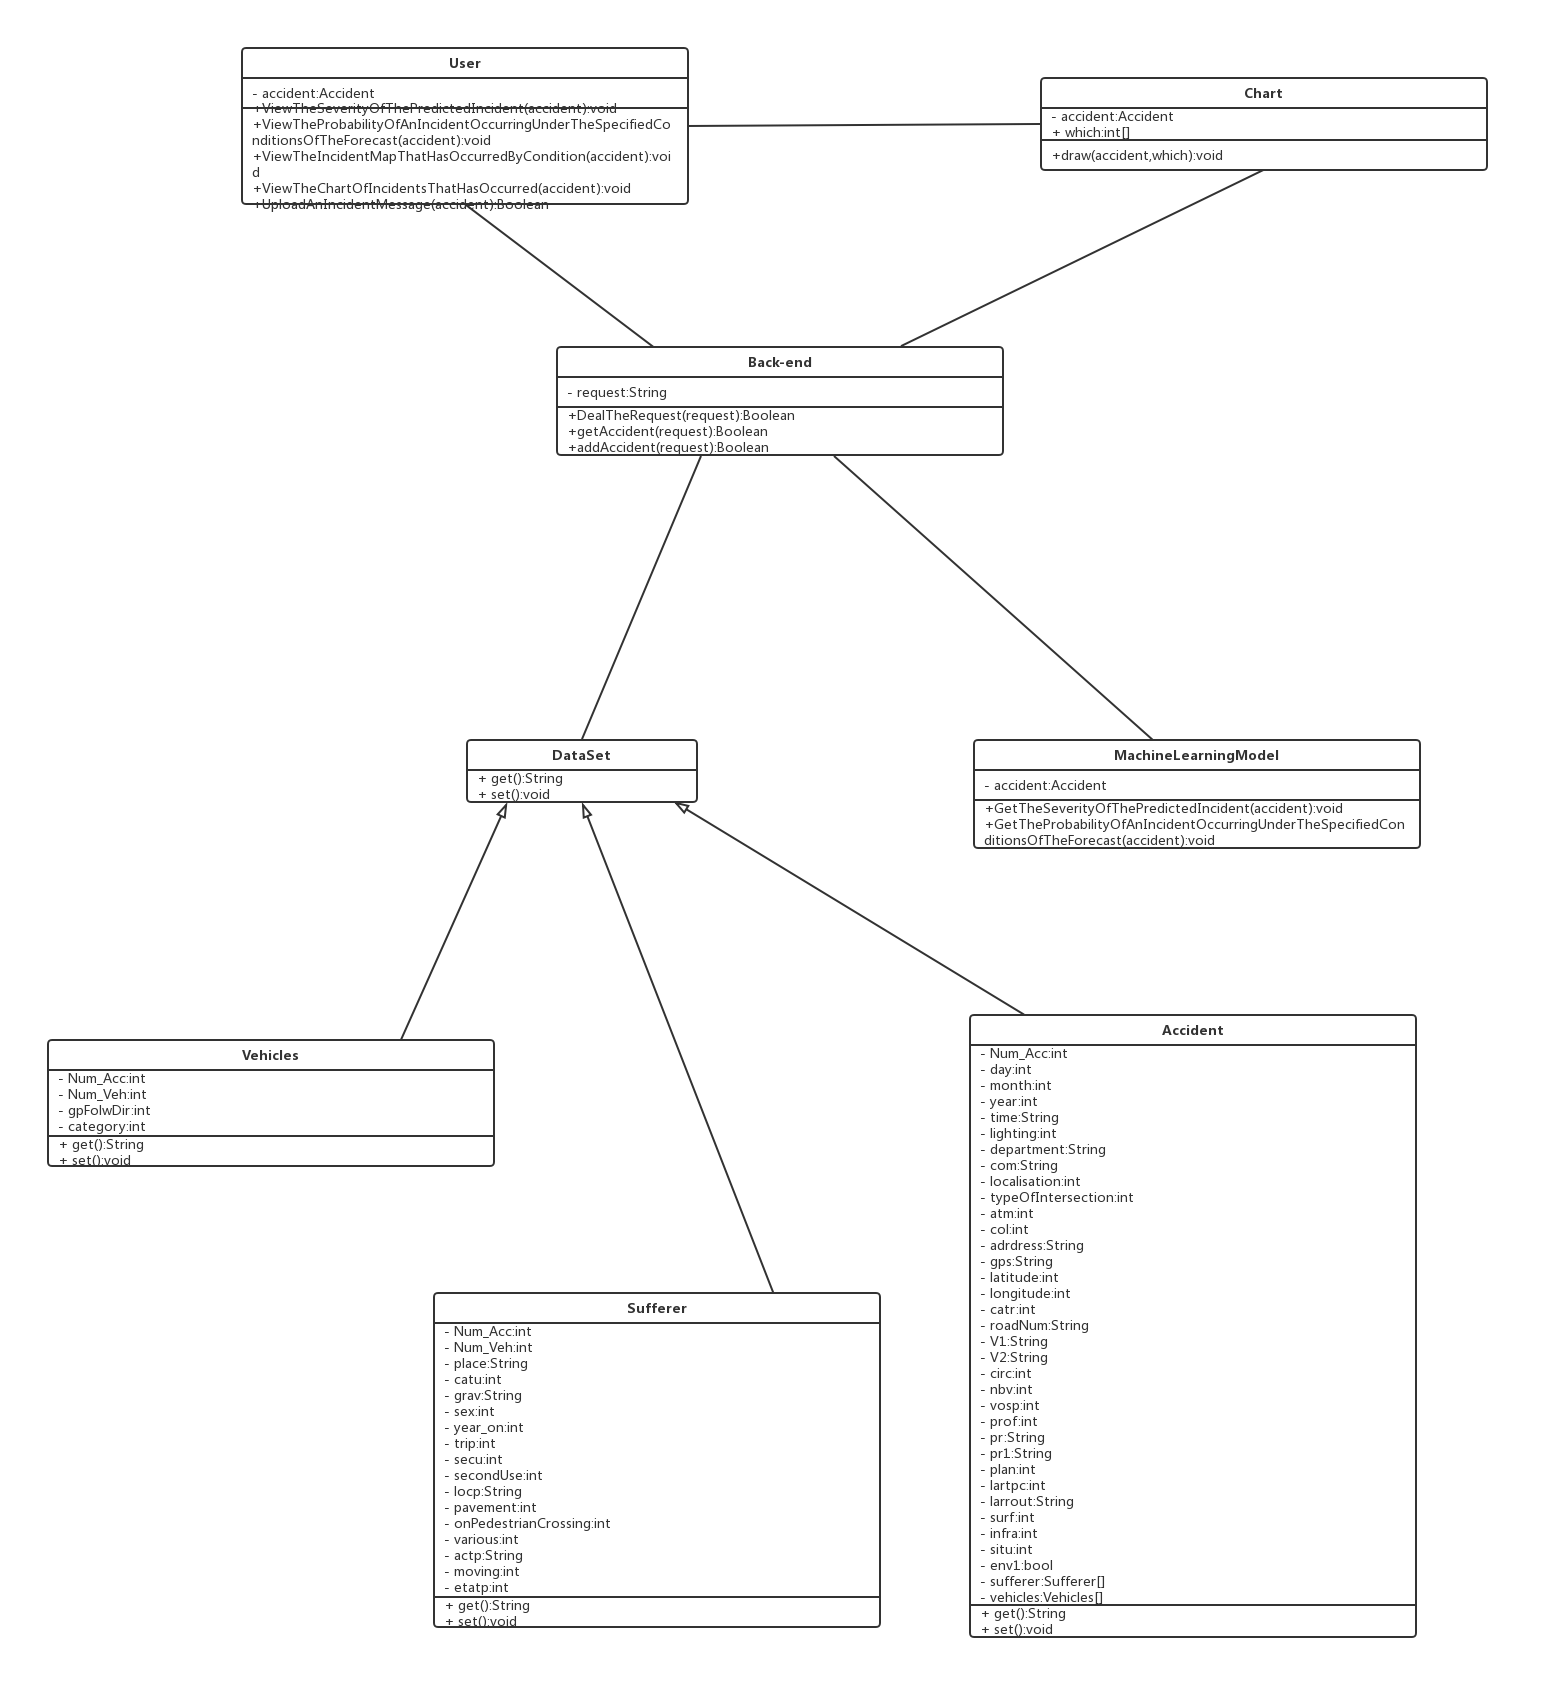 User
- accident:Accident
+ViewTheSeverityOfThePredictedIncident(accident):void
+ViewTheProbabilityOfAnIncidentOccurringUnderTheSpecifiedCo
nditionsOfTheForecast(accident):void
+ViewTheIncidentMapThatHasOccurredByCondition(accident):voi
d
+ViewTheChartOfIncidentsThatHasOccurred(accident):void
+UploadAnIncidentMessage(accident):Boolean
Chart
- accident:Accident
+ which:int[]
+draw(accident,which):void
Back-end
- request:String
+DealTheRequest(request):Boolean
+getAccident(request):Boolean
+addAccident(request):Boolean
DataSet
+ get():String
+ set():void
MachineLearningModel
- accident:Accident
+GetTheSeverityOfThePredictedIncident(accident):void
+GetTheProbabilityOfAnIncidentOccurringUnderTheSpecifiedCon
ditionsOfTheForecast(accident):void
Vehicles
- Num_Acc:int
- Num_Veh:int
- gpFolwDir:int
- category:int
+ get():String
+ set():void
Sufferer
- Num_Acc:int
- Num_Veh:int
- place:String
- catu:int
- grav:String
- sex:int
- year_on:int
- trip:int
- secu:int
- secondUse:int
- locp:String
- pavement:int
- onPedestrianCrossing:int
- various:int
- actp:String
- moving:int
- etatp:int
+ get():String
+ set():void
Accident
- Num_Acc:int
- day:int
- month:int
- year:int
- time:String
- lighting:int
- department:String
- com:String
- localisation:int
- typeOfIntersection:int
- atm:int
- col:int
- adrdress:String
- gps:String
- latitude:int
- longitude:int
- catr:int
- roadNum:String
- V1:String
- V2:String
- circ:int
- nbv:int
- vosp:int
- prof:int
- pr:String
- pr1:String
- plan:int
- lartpc:int
- larrout:String
- surf:int
- infra:int
- situ:int
- env1:bool
- sufferer:Sufferer[]
- vehicles:Vehicles[]
+ get():String
+ set():void